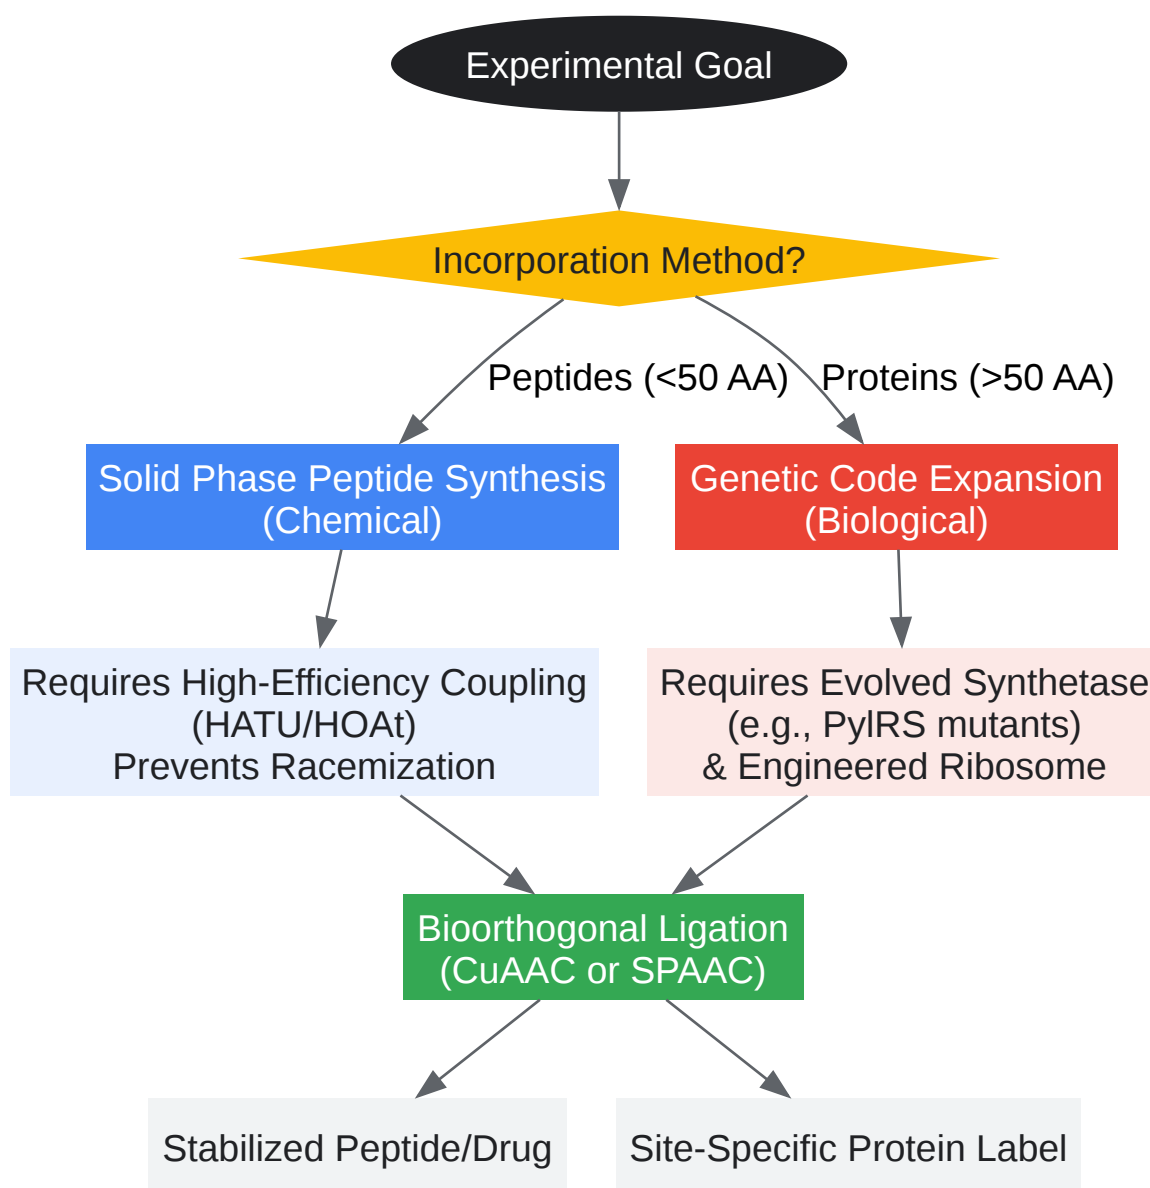 Experimental Goal
Incorporation Method?
Peptides (<50 AA)
Proteins (>50 AA)
Solid Phase Peptide Synthesis
(Chemical)
Genetic Code Expansion
(Biological)
Requires High-Efficiency Coupling
(HATU/HOAt)
Prevents Racemization
Requires Evolved Synthetase
(e.g., PylRS mutants)
& Engineered Ribosome
Bioorthogonal Ligation
(CuAAC or SPAAC)
Stabilized Peptide/Drug
Site-Specific Protein Label